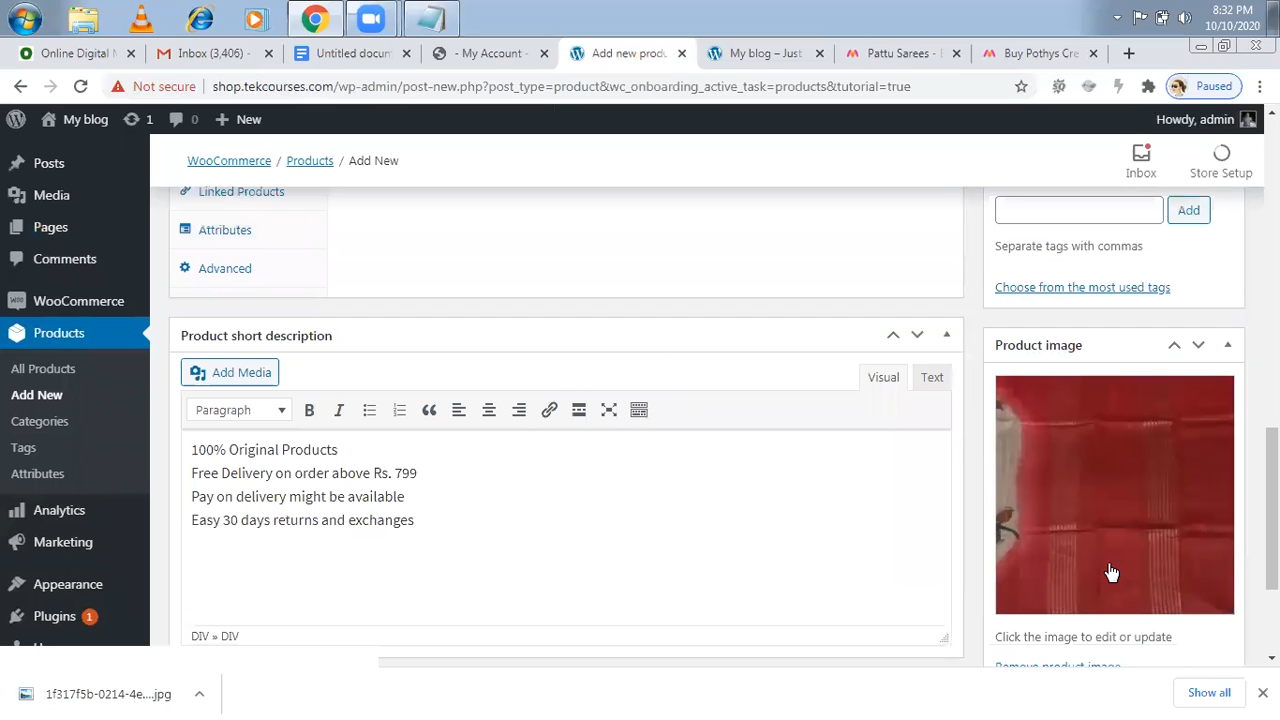 8:32 PM
10/10/2020
Online Digital M
Inbox (3,406) -
Untitled docum
- My Account -
Add new produ
My blog – Just
Pattu Sarees - B
Buy Pothys Cre
Not secure
shop.tekcourses.com/wp-admin/post-new.php?post_type=product&wc_onboarding_active_task=products&tutorial=true
Paused
My blog
1
0
New
Howdy, admin
Posts
Media
Pages
Comments
WooCommerce
Products
All Products
Add New
Categories
Tags
Attributes
Analytics
Marketing
Appearance
Plugins 1
WooCommerce / Products / Add New
Inbox
Store Setup
Linked Products
Attributes
Advanced
Add
Separate tags with commas
Choose from the most used tags
Product short description
Add Media
Visual
Text
Paragraph
100% Original Products
Free Delivery on order above Rs. 799
Pay on delivery might be available
Easy 30 days returns and exchanges
DIV » DIV
Product image
Click the image to edit or update
Remove product image
1f317f5b-0214-4e....jpg
Show all